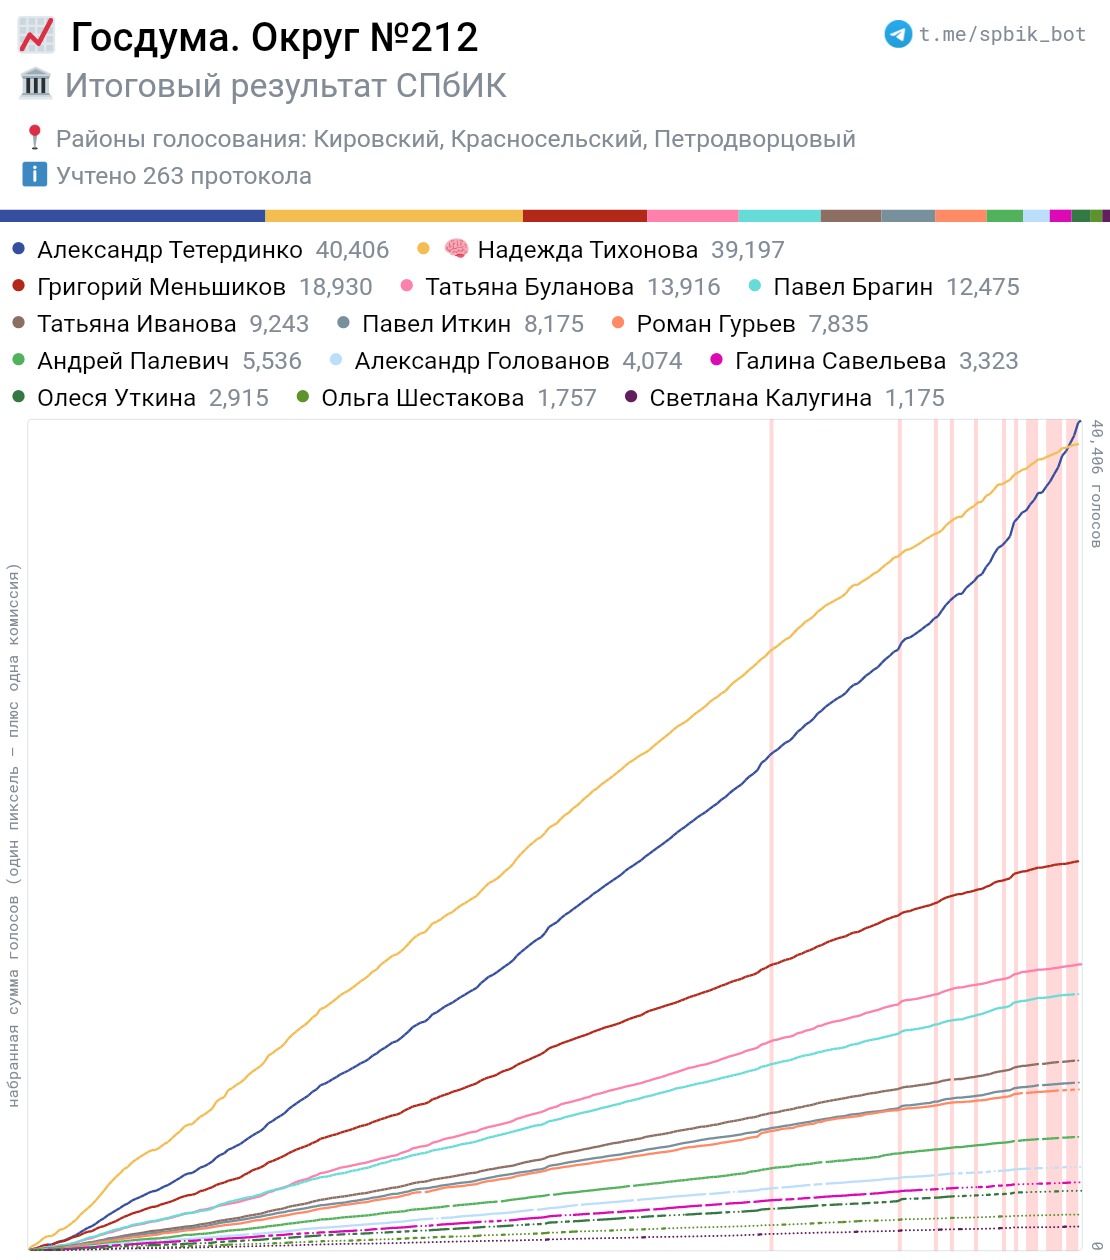 Госдума. Округ №212
t.me/spbik_bot
Итоговый результат СПбИК
Районы голосования: Кировский, Красносельский, Петродворцовый
Учтено 263 протокола
Александр Тетердинко 40,406 Надежда Тихонова 39,197
Григорий Меньшиков 18,930 Татьяна Буланова 13,916 Павел Брагин 12,475
Татьяна Иванова 9,243 Павел Иткин 8,175 Роман Гурьев 7,835
Андрей Палевич 5,536 Александр Голованов 4,074 Галина Савельева 3,323
Олеся Уткина 2,915 Ольга Шестакова 1,757 Светлана Калугина 1,175
набранная сумма голосов (один пиксель — плюс одна комиссия)
40,406 голосов
0